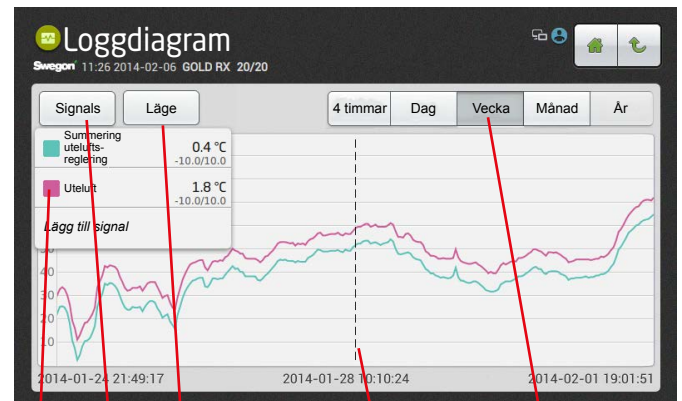 Loggdiagram
Swegon 11:26 2014-02-06 GOLD RX 20/20
Signals Läge 4 timmar Dag Vecka Månad År
Summering
utelufts-
reglering
0.4 °C
-10.0/10.0
Uteluft 1.8 °C
-10.0/10.0
Lägg till signal
40
30
20
10
2014-01-24 21:49:17 2014-01-28 10:10:24 2014-02-01 19:01:51